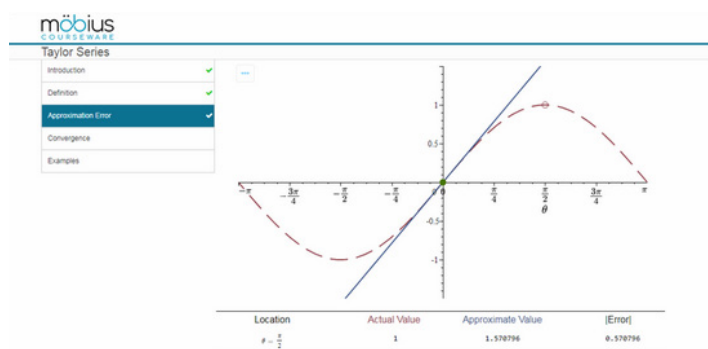 möbius
COURSEWARE
Taylor Series
Introduction
Definition
Approximation Error
Convergence
Examples
...
1
0.5
-π -3π/4 -π/2 -π/4 0 π/4 π/2 3π/4 π
θ
-0.5
-1
Location Actual Value Approximate Value |Error|
θ = π/2 1 1.570796 0.570796